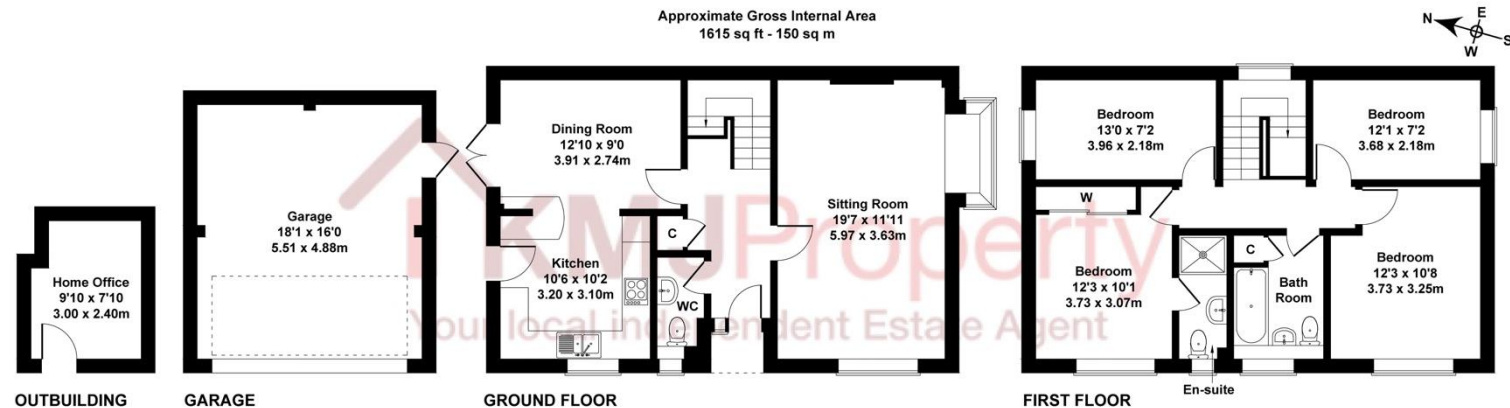 Approximate Gross Internal Area
1615 sq ft - 150 sq m
N
E
S
W
Home Office
9'10 x 7'10
3.00 x 2.40m
OUTBUILDING
Garage
18'1 x 16'0
5.51 x 4.88m
GARAGE
Dining Room
12'10 x 9'0
3.91 x 2.74m
Kitchen
10'6 x 10'2
3.20 x 3.10m
C
WC
Sitting Room
19'7 x 11'11
5.97 x 3.63m
GROUND FLOOR
Bedroom
13'0 x 7'2
3.96 x 2.18m
Bedroom
12'1 x 7'2
3.68 x 2.18m
W
Bedroom
12'3 x 10'1
3.73 x 3.07m
C
Bath
Room
Bedroom
12'3 x 10'8
3.73 x 3.25m
En-suite
FIRST FLOOR
KMJ Property
Your local independent Estate Agent